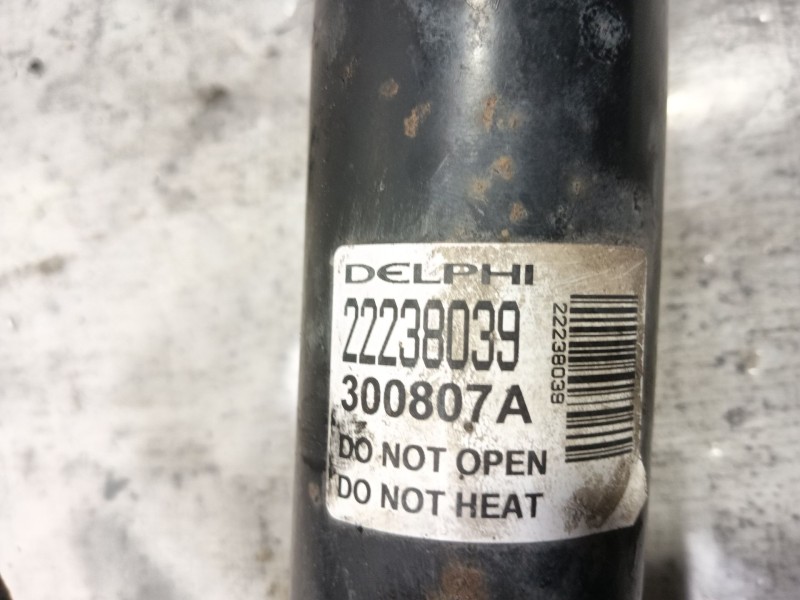 DELPHI
22238039
300807A
DO NOT OPEN
DO NOT HEAT
22238039